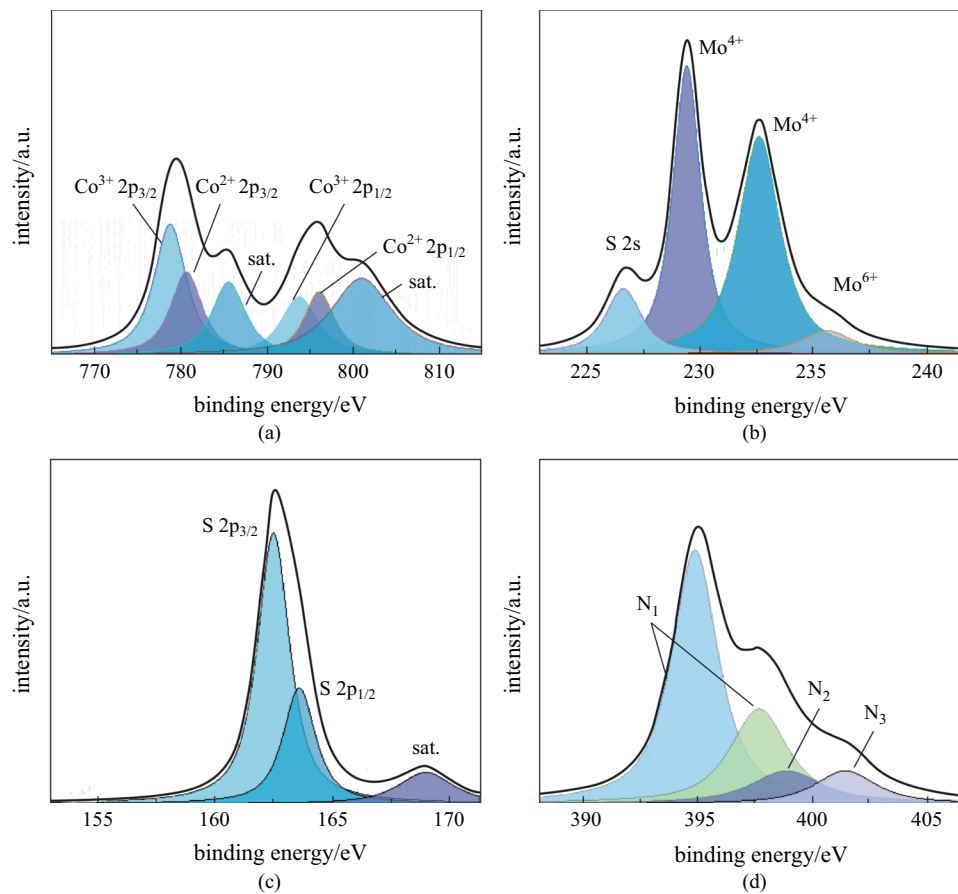 intensity/a.u.
Co³⁺ 2p₃/₂
Co²⁺ 2p₃/₂
sat.
Co³⁺ 2p₁/₂
Co²⁺ 2p₁/₂
sat.
770 780 790 800 810
binding energy/eV
(a)
intensity/a.u.
S 2s
Mo⁴⁺
Mo⁴⁺
Mo⁶⁺
225 230 235 240
binding energy/eV
(b)
intensity/a.u.
S 2p₃/₂
S 2p₁/₂
sat.
155 160 165 170
binding energy/eV
(c)
intensity/a.u.
N₁
N₂
N₃
390 395 400 405
binding energy/eV
(d)